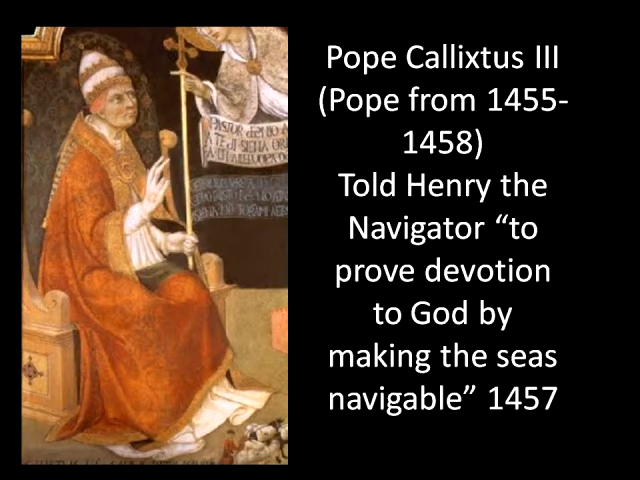 Pope Callixtus III
(Pope from 1455-
1458)
Told Henry the
Navigator “to
prove devotion
to God by
making the seas
navigable” 1457
PASTOR